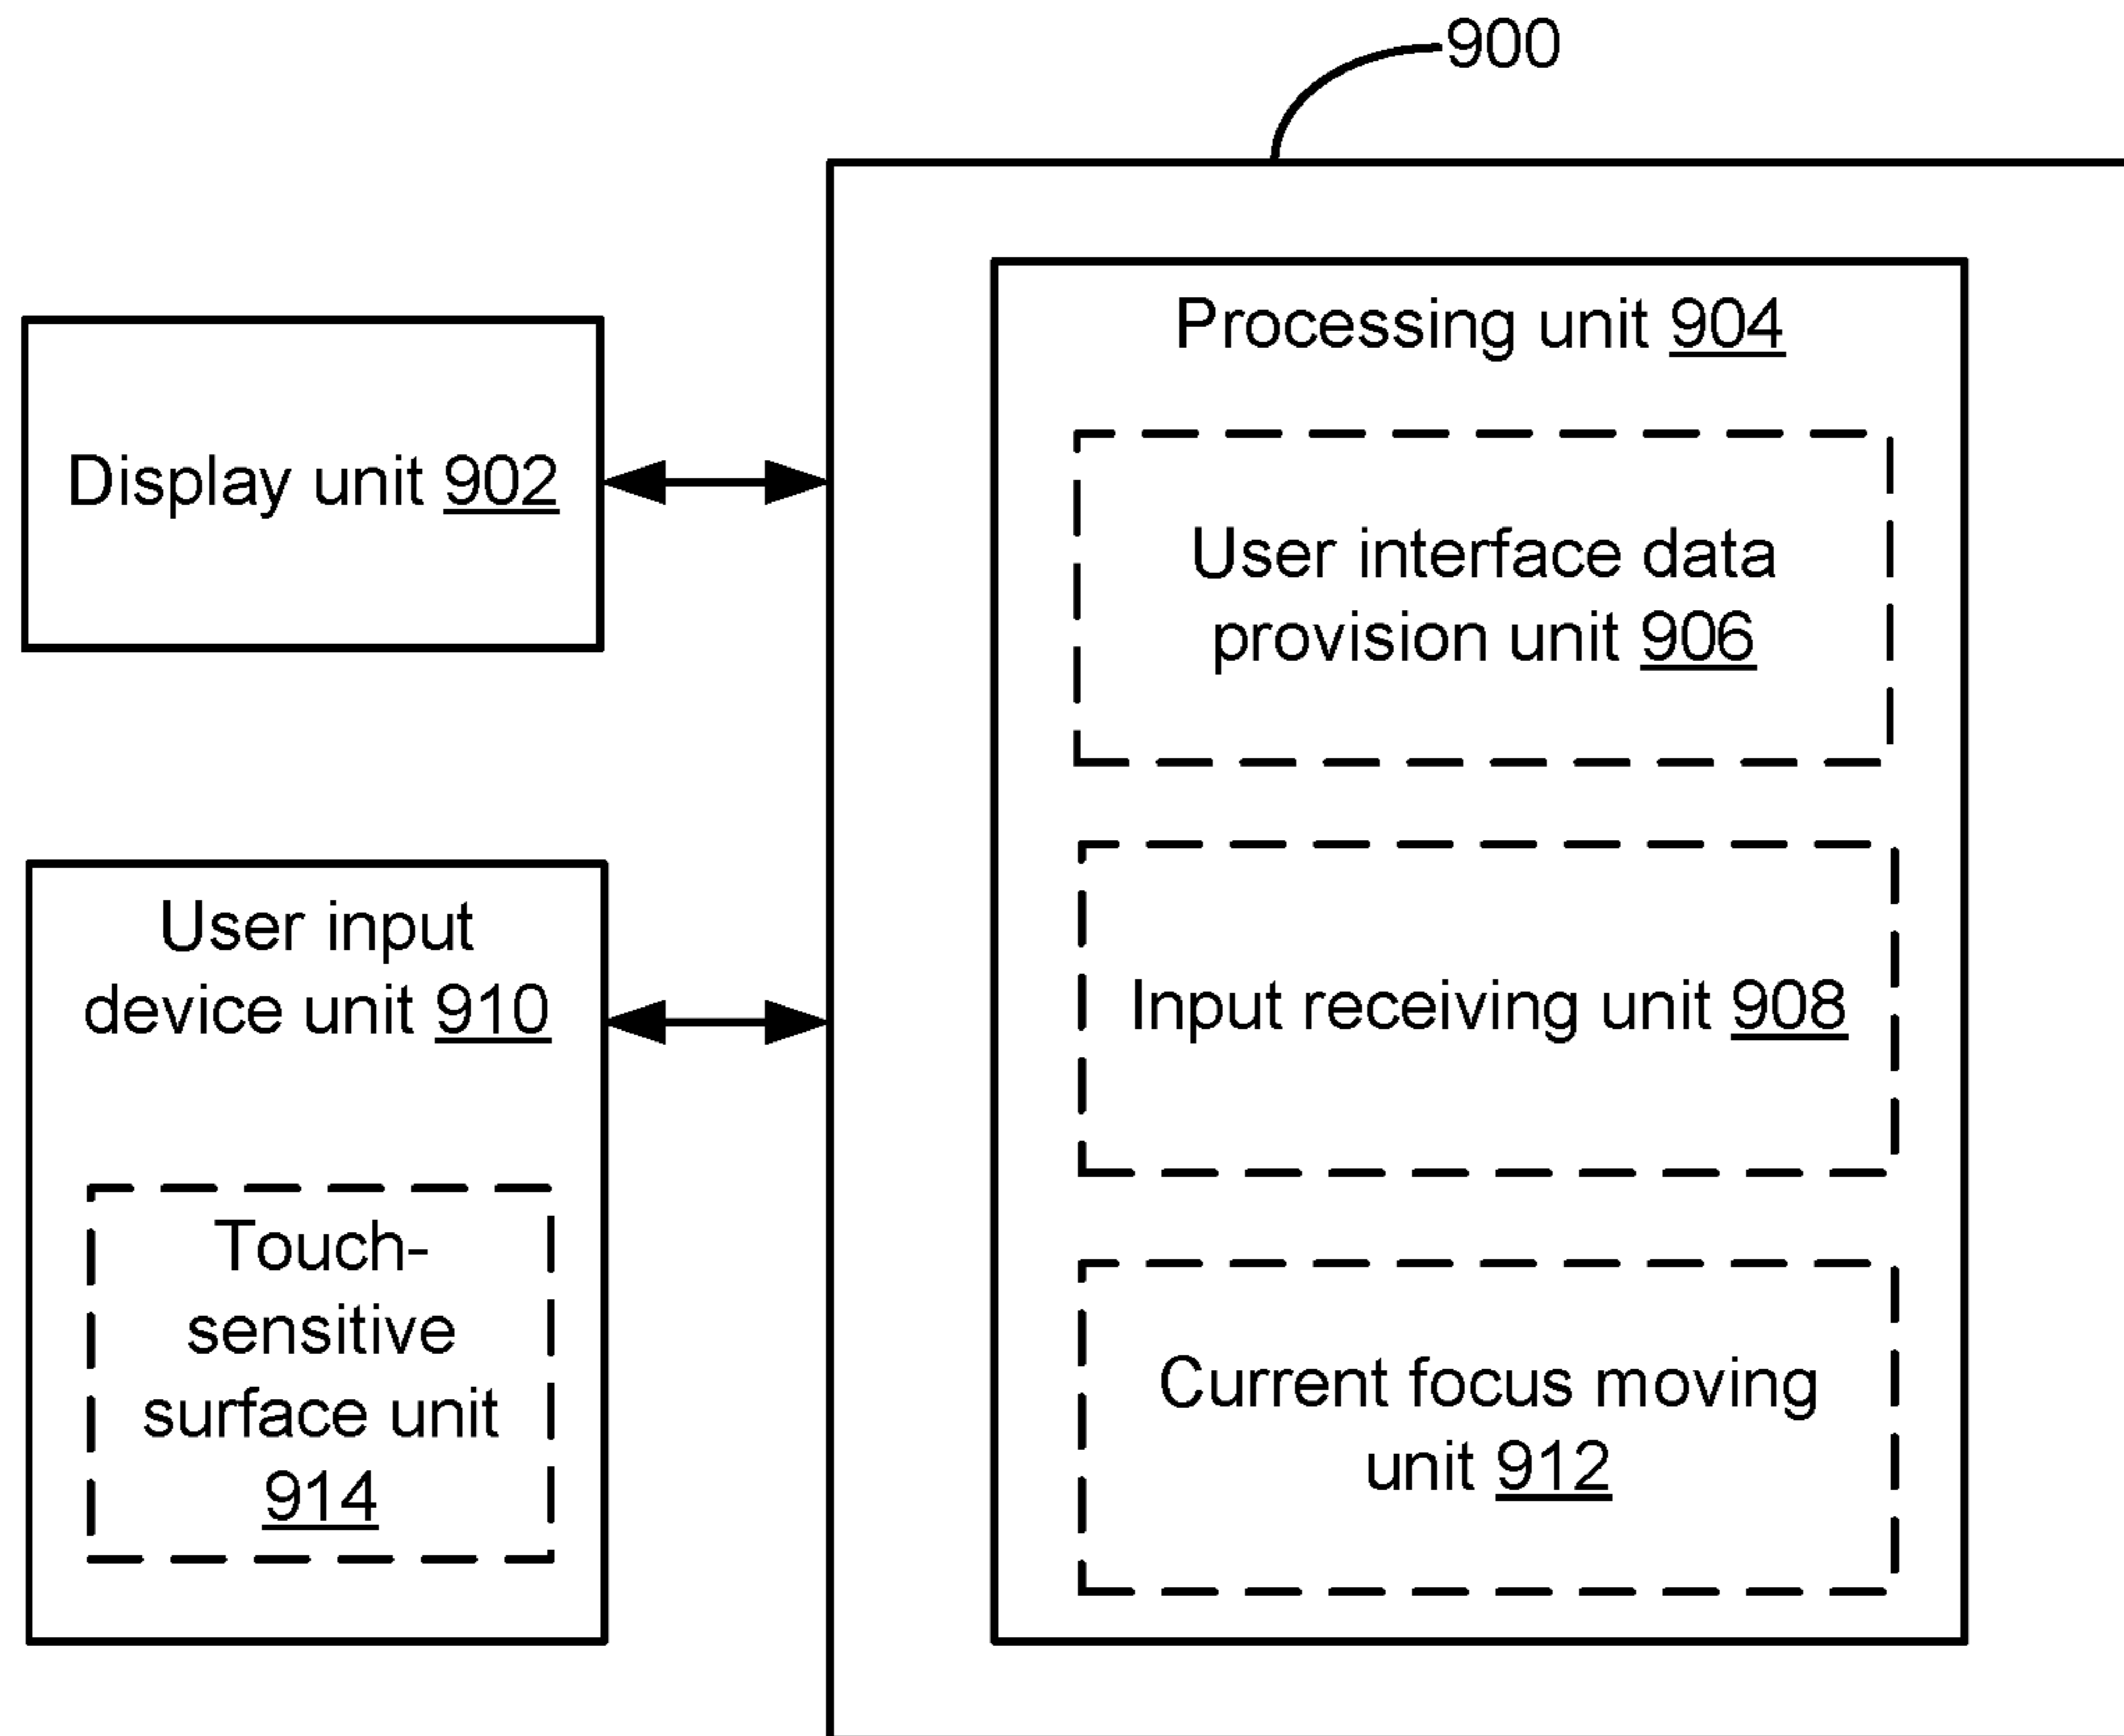 900
Processing unit 904
Display unit 902
User interface data
provision unit 906
User input
device unit 910
Input receiving unit 908
Touch-
sensitive
surface unit
914
Current focus moving
unit 912